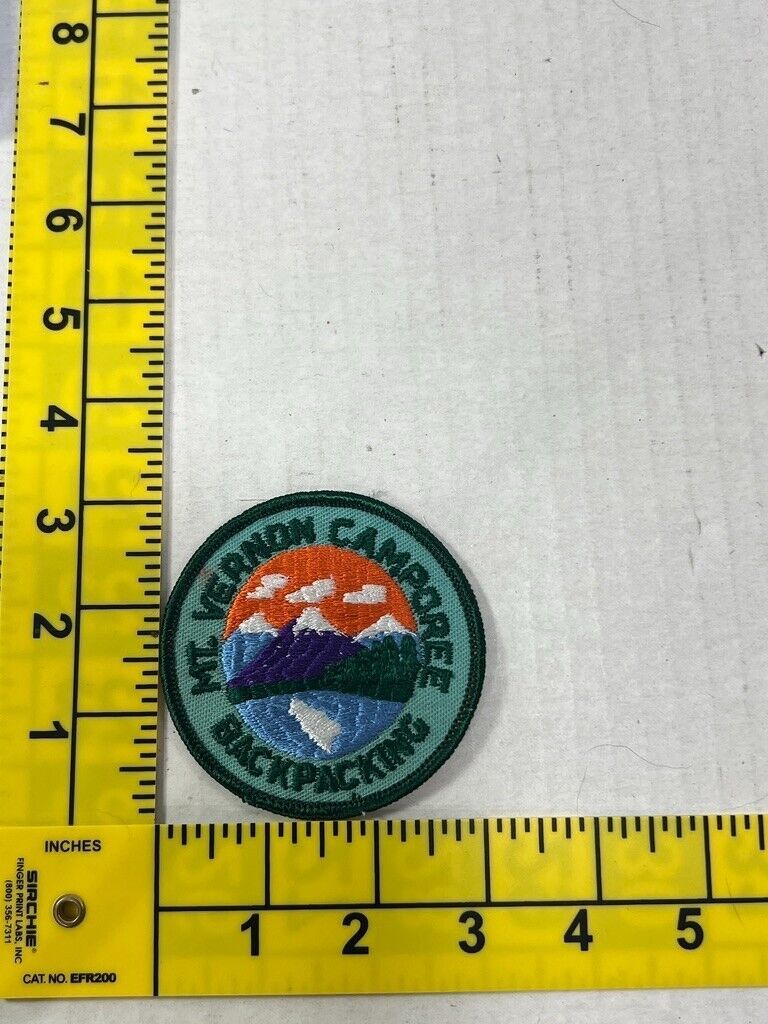 8
7
6
5
4
3
2
1
MT. VERNON CAMPOREE
BACKPACKING
INCHES
SIRCHIE®
FINGER PRINT LABS, INC
(800) 356-7311
CAT. NO. EFR200
1 2 3 4 5